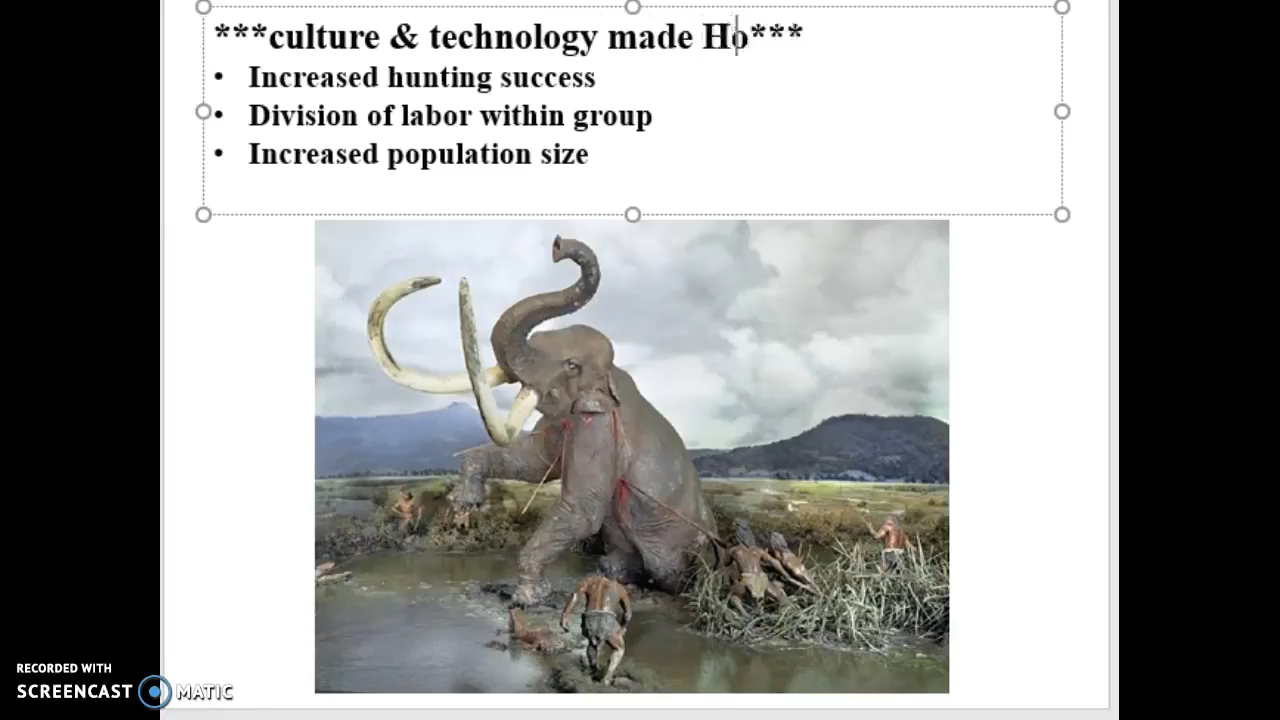 ***culture & technology made Ho***
• Increased hunting success
• Division of labor within group
• Increased population size
RECORDED WITH
SCREENCAST MATIC